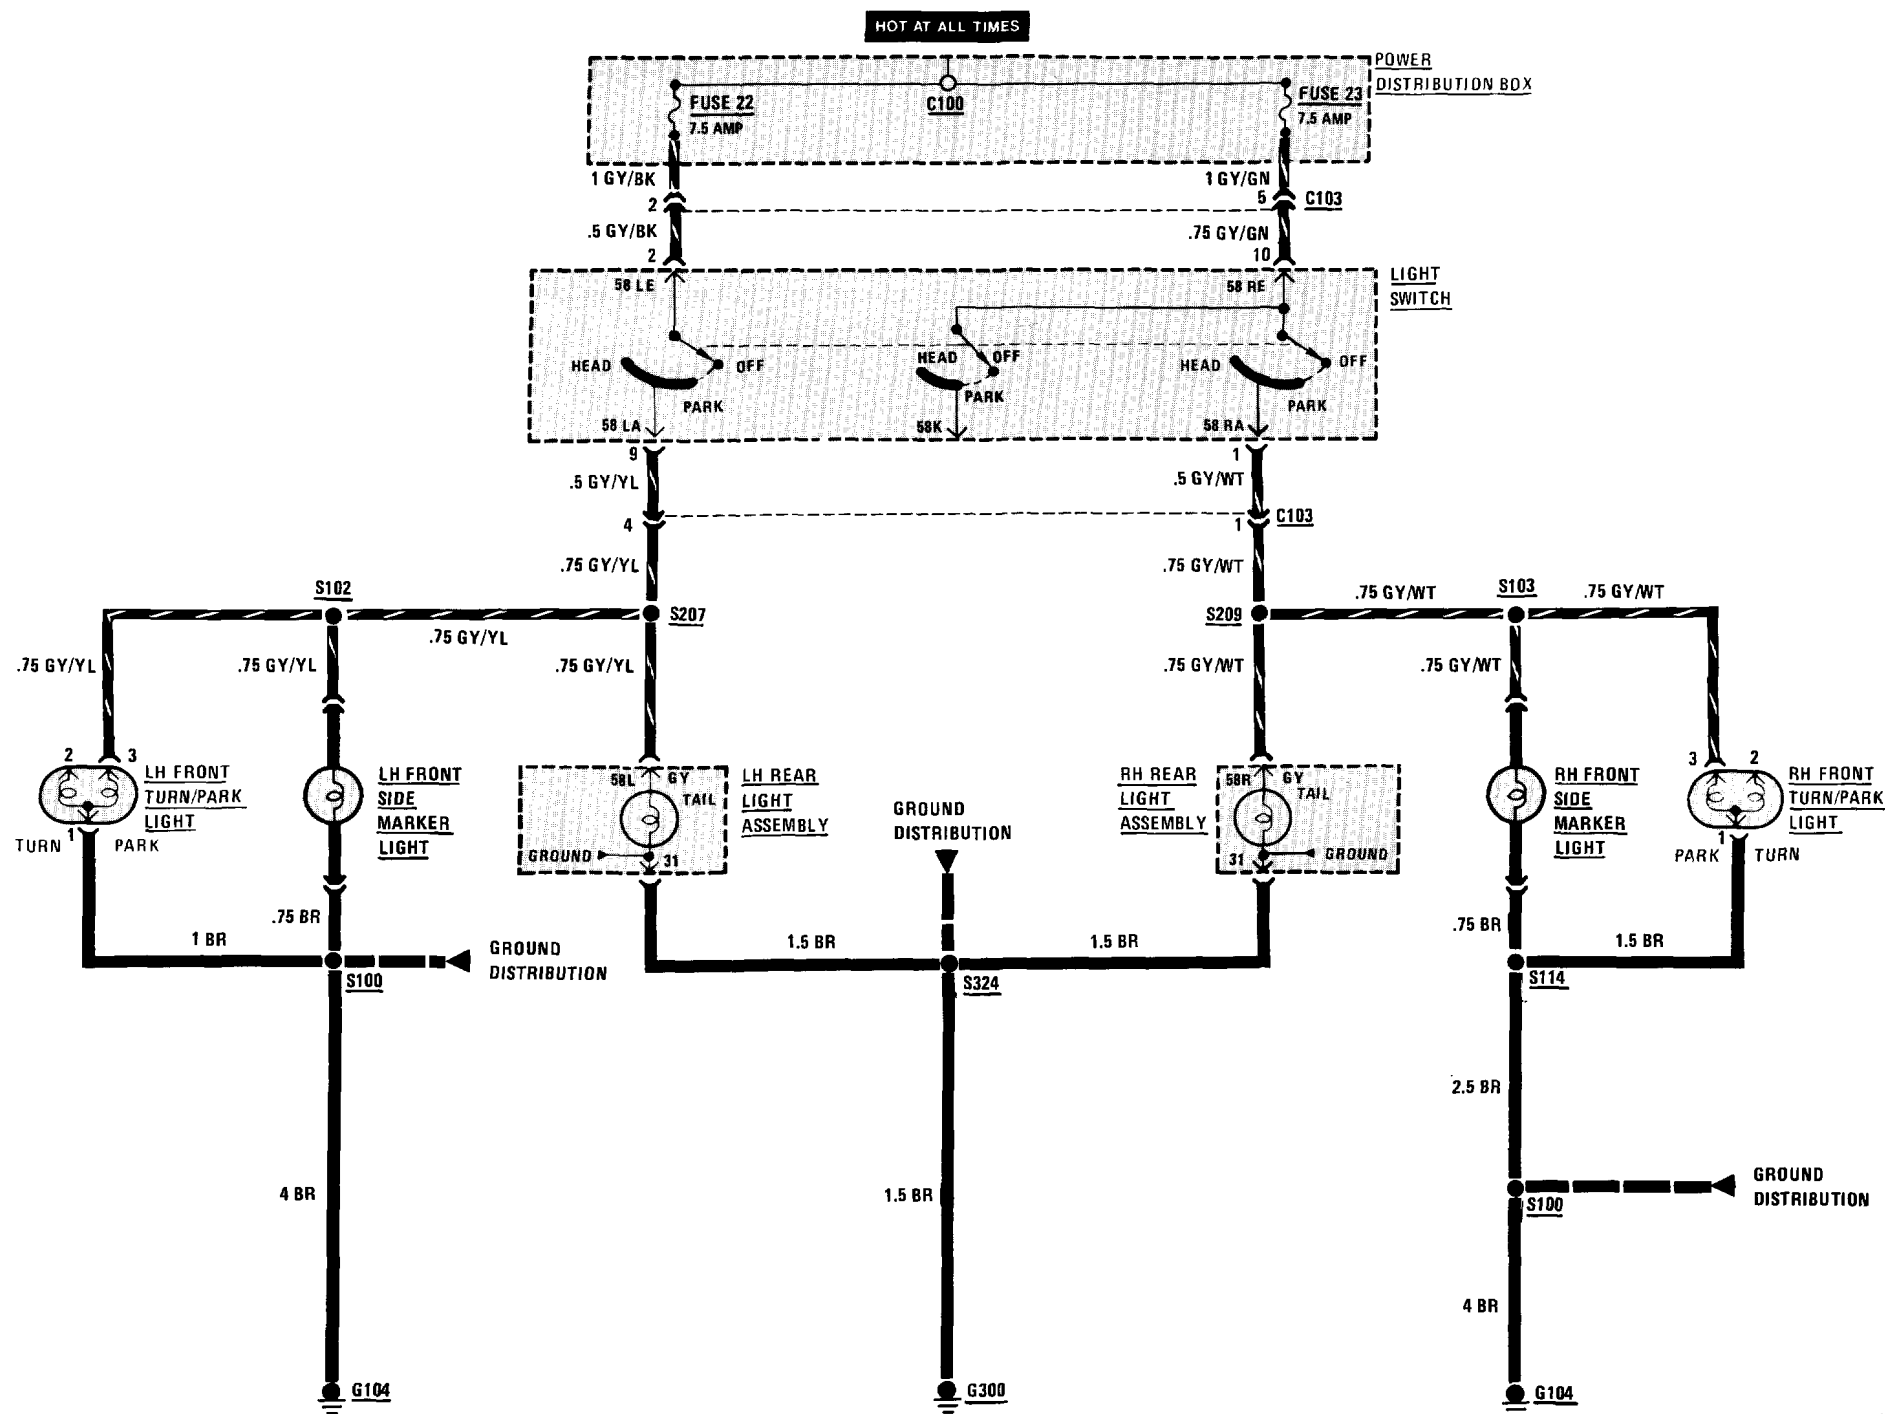 HOT AT ALL TIMES
POWER
DISTRIBUTION BOX
FUSE 22
7.5 AMP
C100
FUSE 23
7.5 AMP
1 GY/BK
1 GY/GN
2
5
C103
.5 GY/BK
.75 GY/GN
2
10
LIGHT
SWITCH
58 LE
58 RE
HEAD
OFF
PARK
HEAD
OFF
PARK
HEAD
OFF
PARK
58 LA
58K
58 RA
9
1
.5 GY/YL
.5 GY/WT
4
1
C103
.75 GY/YL
.75 GY/WT
S102
S207
S209
.75 GY/WT
S103
.75 GY/WT
.75 GY/YL
.75 GY/YL
.75 GY/YL
.75 GY/YL
.75 GY/WT
.75 GY/WT
2
3
LH FRONT
TURN/PARK
LIGHT
TURN
1
PARK
LH FRONT
SIDE
MARKER
LIGHT
58L
GY
TAIL
GROUND
31
LH REAR
LIGHT
ASSEMBLY
GROUND
DISTRIBUTION
RH REAR
LIGHT
ASSEMBLY
58R
GY
TAIL
31
GROUND
RH FRONT
SIDE
MARKER
LIGHT
3
2
RH FRONT
TURN/PARK
LIGHT
PARK
1
TURN
.75 BR
1 BR
S100
GROUND
DISTRIBUTION
1.5 BR
1.5 BR
S324
.75 BR
1.5 BR
S114
2.5 BR
4 BR
1.5 BR
S100
GROUND
DISTRIBUTION
4 BR
G104
G300
G104